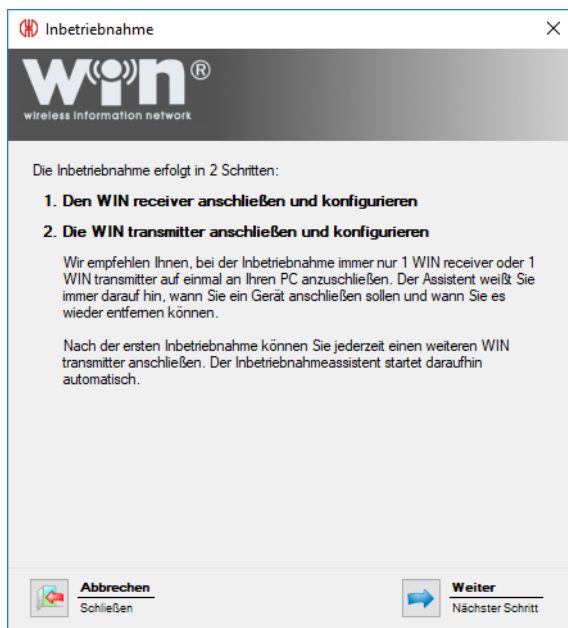 Inbetriebnahme
WIN®
wireless information network
Die Inbetriebnahme erfolgt in 2 Schritten:
1. Den WIN receiver anschließen und konfigurieren
2. Die WIN transmitter anschließen und konfigurieren
Wir empfehlen Ihnen, bei der Inbetriebnahme immer nur 1 WIN receiver oder 1
WIN transmitter auf einmal an Ihren PC anzuschließen. Der Assistent weißt Sie
immer darauf hin, wann Sie ein Gerät anschließen sollen und wann Sie es
wieder entfernen können.
Nach der ersten Inbetriebnahme können Sie jederzeit einen weiteren WIN
transmitter anschließen. Der Inbetriebnahmeassistent startet daraufhin
automatisch.
Abbrechen
Schließen
Weiter
Nächster Schritt